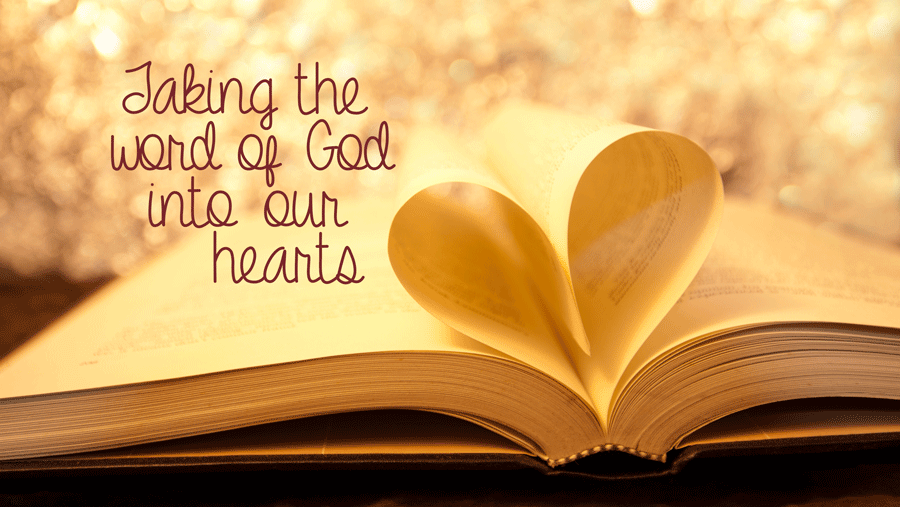 Taking the
word of God
into our
hearts